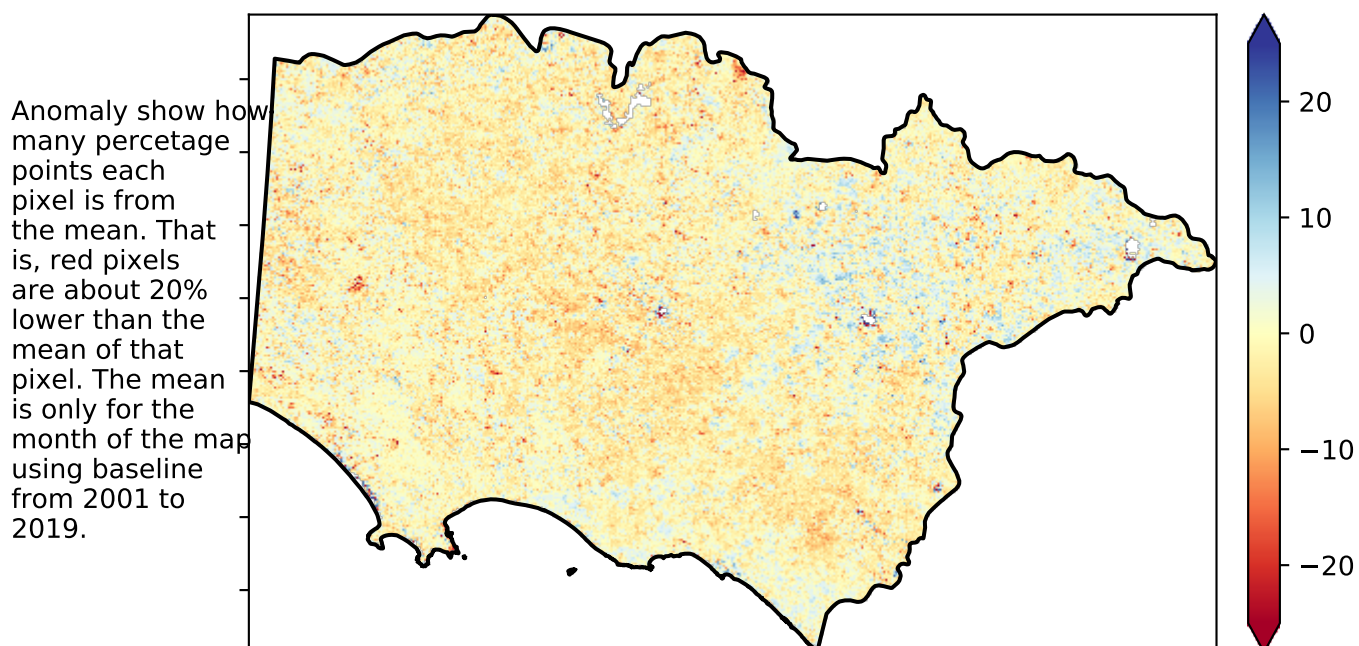 Anomaly show how
many percetage
points each
pixel is from
the mean. That
is, red pixels
are about 20%
lower than the
mean of that
pixel. The mean
is only for the
month of the map
using baseline
from 2001 to
2019.
20
10
0
−10
−20